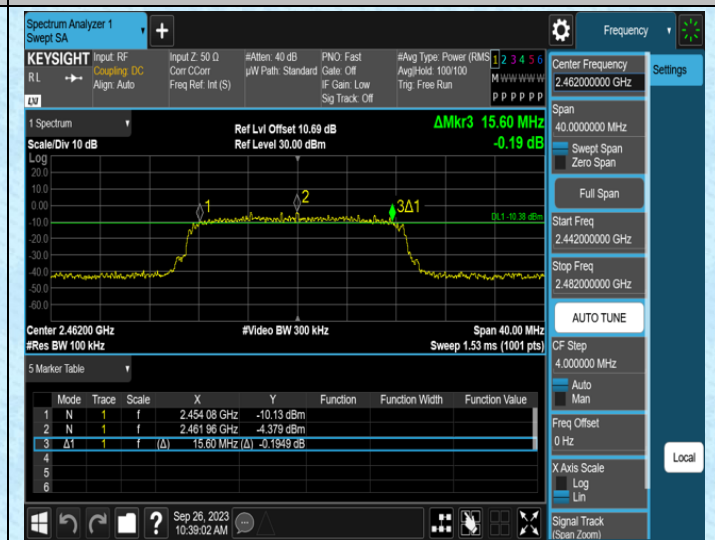 Spectrum Analyzer 1
Swept SA
+
Frequency
KEYSIGHT
RL
Input: RF
Coupling: DC
Align: Auto
Input Z: 50 Ω
Corr CCorr
Freq Ref: Int (S)
#Atten: 40 dB
µW Path: Standard
PNO: Fast
Gate: Off
IF Gain: Low
Sig Track: Off
#Avg Type: Power (RMS
Avg|Hold: 100/100
Trig: Free Run
1 2 3 4 5 6
M W W W W W
P P P P P P
LXI
1 Spectrum
Scale/Div 10 dB
Ref Lvl Offset 10.69 dB
Ref Level 30.00 dBm
ΔMkr3 15.60 MHz
-0.19 dB
Log
20.0
10.0
0.00
-10.0
-20.0
-30.0
-40.0
-50.0
-60.0
1
2
3Δ1
DL1 -10.38 dBm
Center 2.46200 GHz
#Video BW 300 kHz
Span 40.00 MHz
#Res BW 100 kHz
Sweep 1.53 ms (1001 pts)
5 Marker Table
Mode Trace Scale X Y Function Function Width Function Value
1 N 1 f 2.454 08 GHz -10.13 dBm
2 N 1 f 2.461 96 GHz -4.379 dBm
3 Δ1 1 f (Δ) 15.60 MHz (Δ) -0.1949 dB
4
5
6
?
Sep 26, 2023
10:39:02 AM
Center Frequency
2.462000000 GHz
Span
40.0000000 MHz
Swept Span
Zero Span
Full Span
Start Freq
2.442000000 GHz
Stop Freq
2.482000000 GHz
AUTO TUNE
CF Step
4.000000 MHz
Auto
Man
Freq Offset
0 Hz
X Axis Scale
Log
Lin
Signal Track
(Span Zoom)
Settings
Local